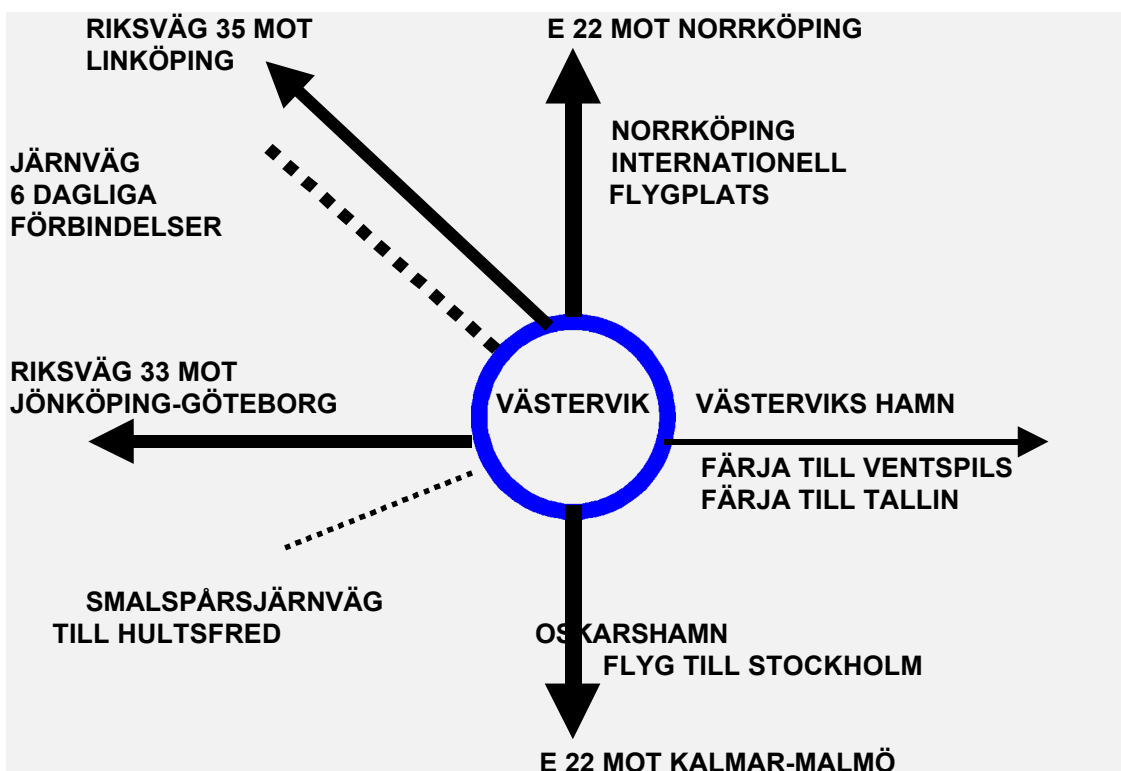 RIKSVÄG 35 MOT
LINKÖPING
E 22 MOT NORRKÖPING
NORRKÖPING
INTERNATIONELL
FLYGPLATS
JÄRNVÄG
6 DAGLIGA
FÖRBINDELSER
RIKSVÄG 33 MOT
JÖNKÖPING-GÖTEBORG
VÄSTERVIK
VÄSTERVIKS HAMN
FÄRJA TILL VENTSPILS
FÄRJA TILL TALLIN
SMALSPÅRSJÄRNVÄG
TILL HULTSFRED
OSKARSHAMN
FLYG TILL STOCKHOLM
E 22 MOT KALMAR-MALMÖ